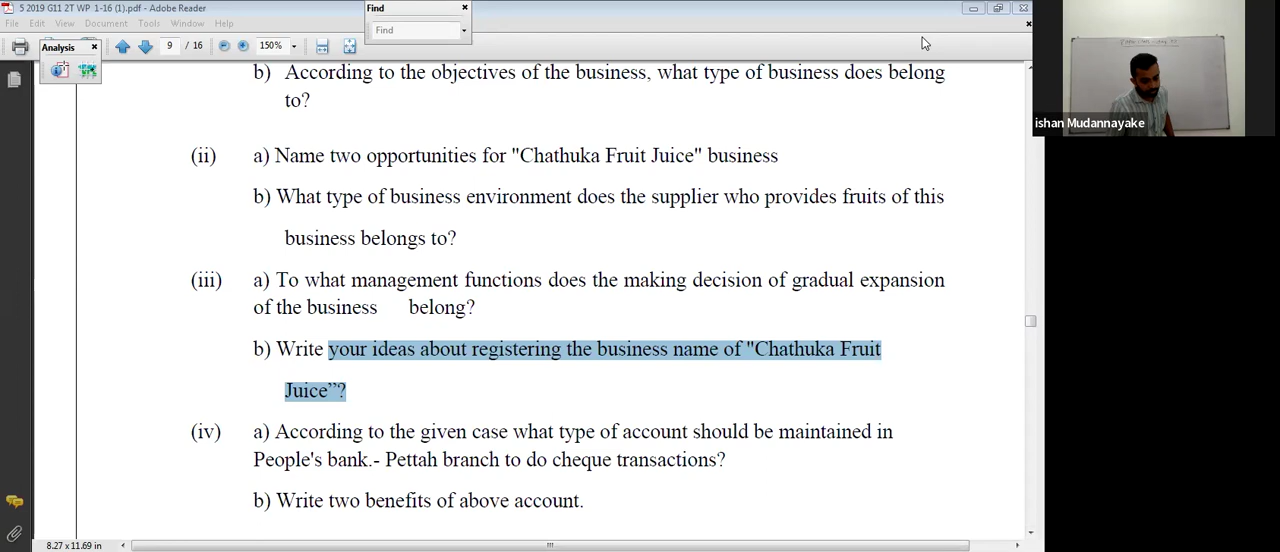 5 2019 G11 2T WP 1-16 (1).pdf - Adobe Reader
File Edit View Document Tools Window Help
Find
Find
Analysis
9 / 16 150%
b) According to the objectives of the business, what type of business does belong
to?
(ii) a) Name two opportunities for "Chathuka Fruit Juice" business
b) What type of business environment does the supplier who provides fruits of this
business belongs to?
(iii) a) To what management functions does the making decision of gradual expansion
of the business belong?
b) Write your ideas about registering the business name of "Chathuka Fruit
Juice”?
(iv) a) According to the given case what type of account should be maintained in
People's bank.- Pettah branch to do cheque transactions?
b) Write two benefits of above account.
8.27 x 11.69 in
ishan Mudannayake